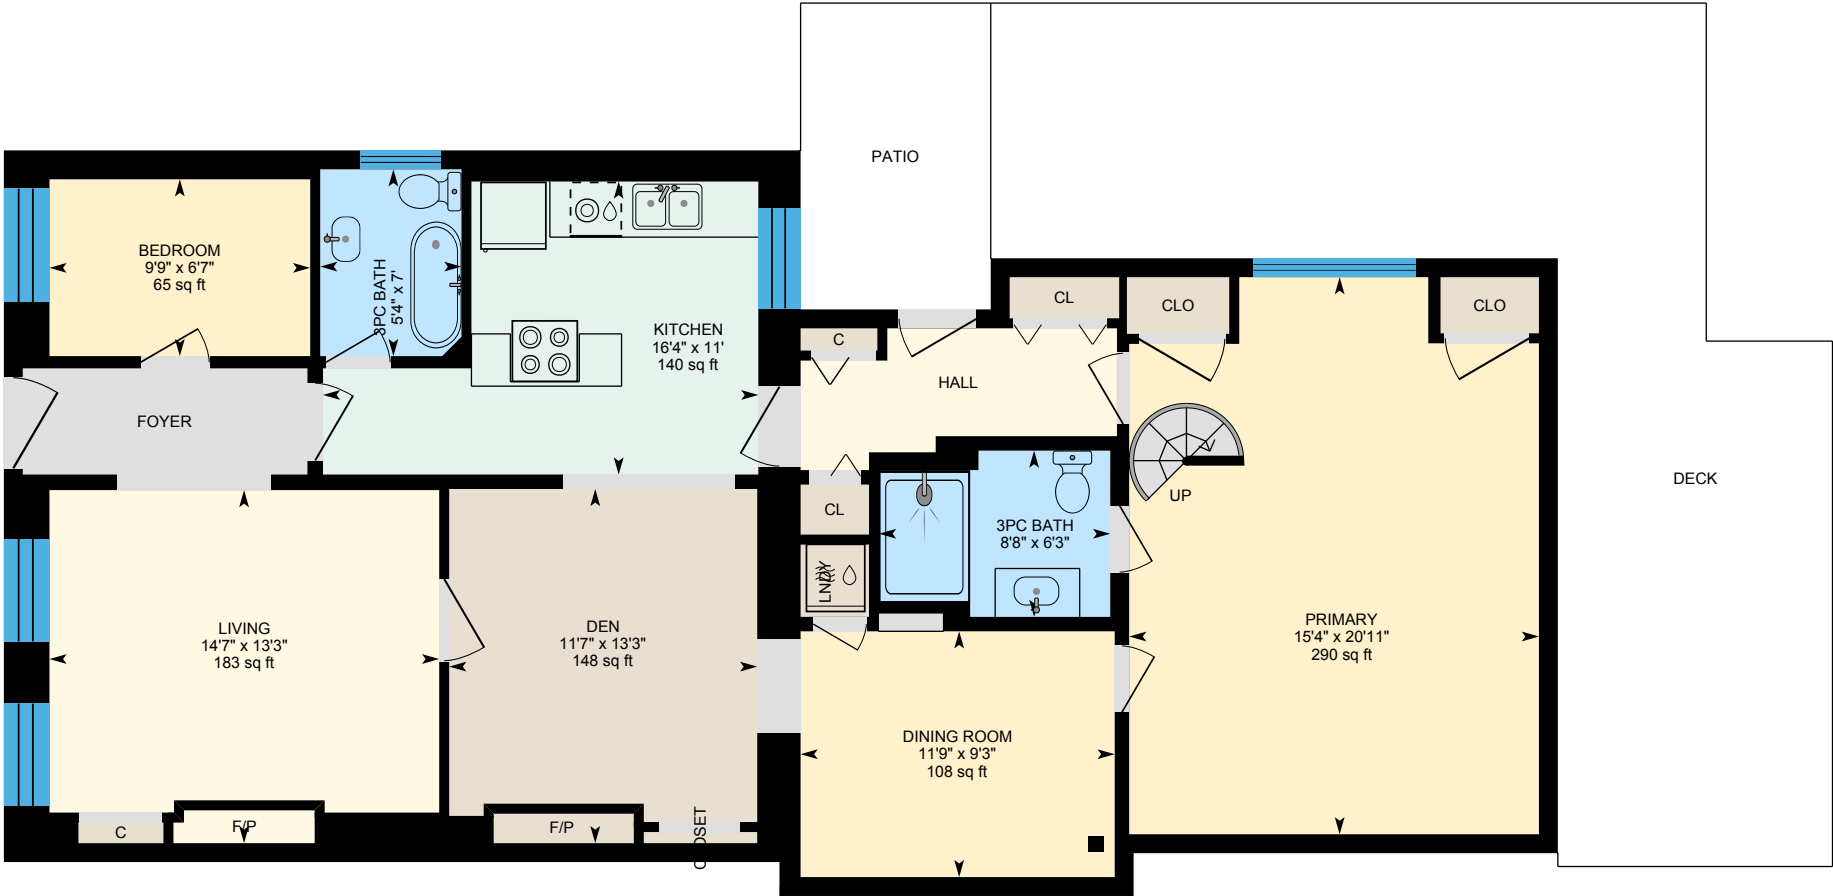 PATIO
BEDROOM
9'9" x 6'7"
65 sq ft
3PC BATH
5'4" x 7'
KITCHEN
16'4" x 11'
140 sq ft
CL
CLO
CLO
C
HALL
FOYER
UP
DECK
CL
3PC BATH
8'8" x 6'3"
LNDY
LIVING
14'7" x 13'3"
183 sq ft
DEN
11'7" x 13'3"
148 sq ft
PRIMARY
15'4" x 20'11"
290 sq ft
DINING ROOM
11'9" x 9'3"
108 sq ft
C
F/P
F/P
CLOSET